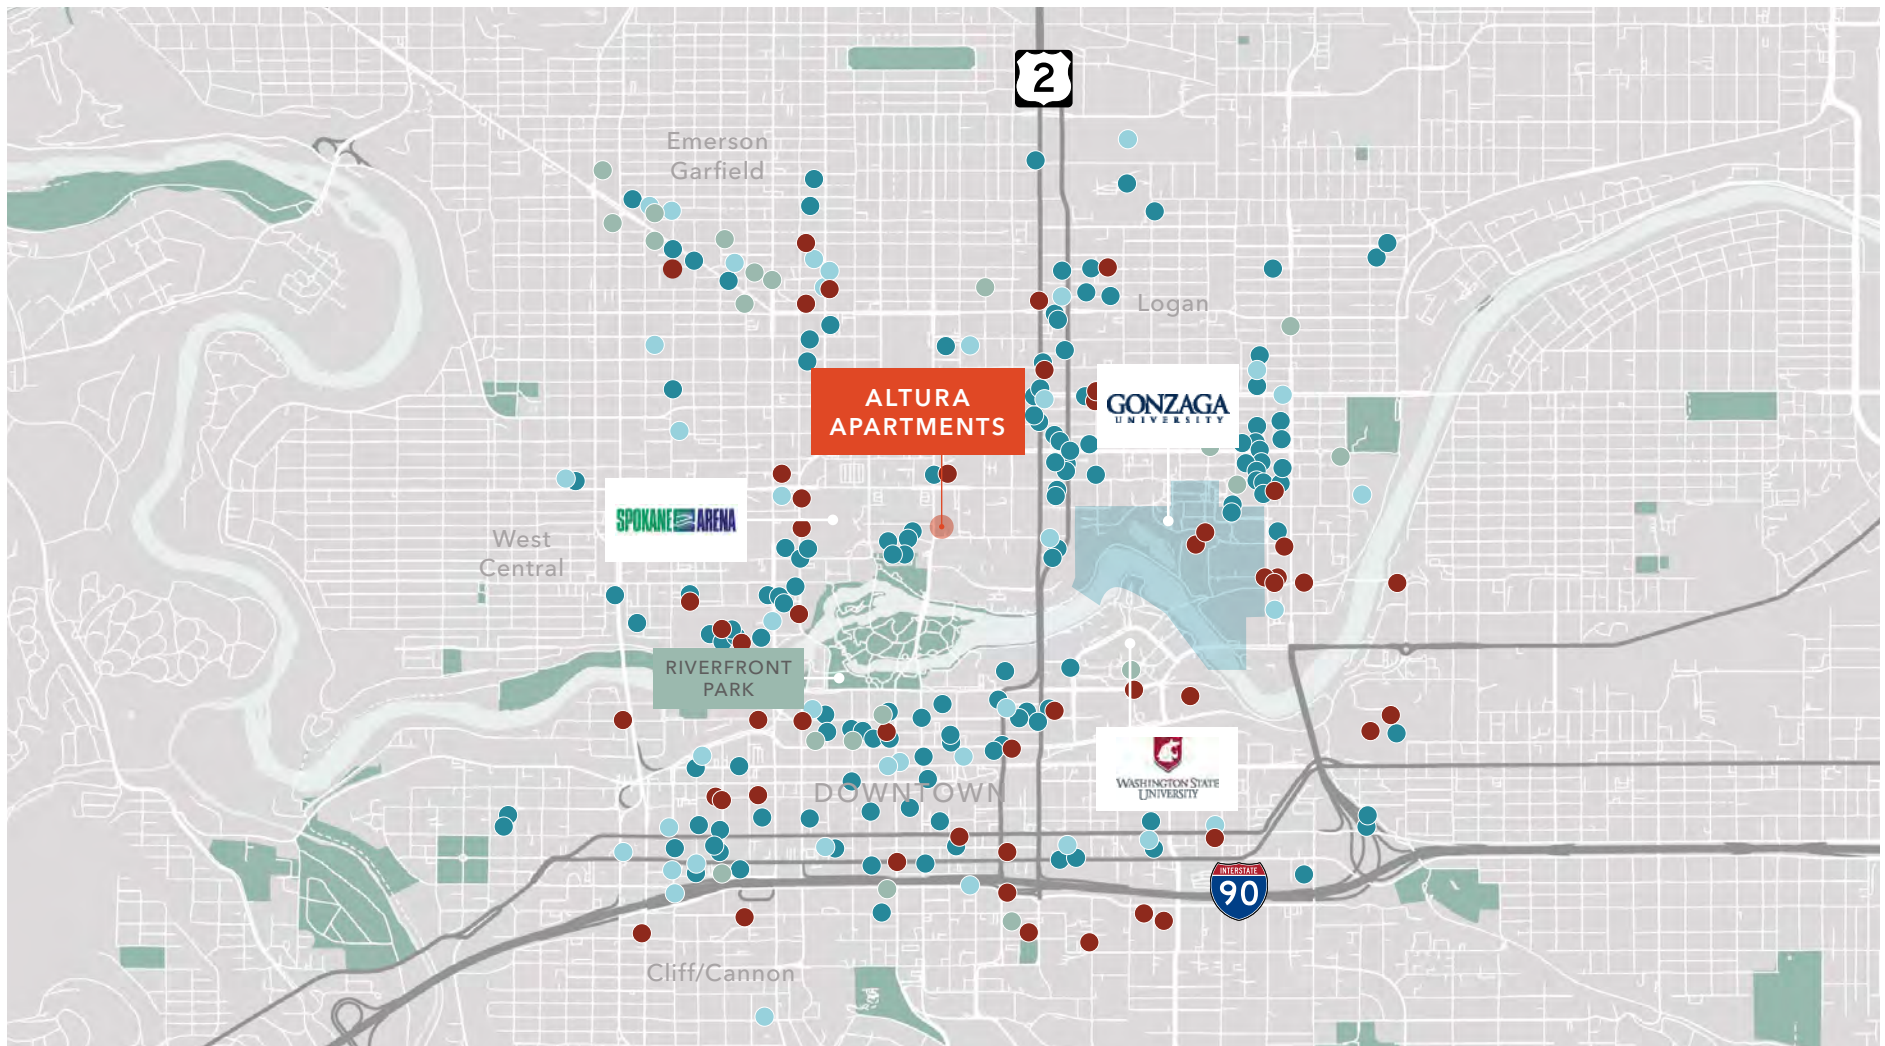 2
Emerson
Garfield
Logan
ALTURA
APARTMENTS
GONZAGA
UNIVERSITY
SPOKANE ARENA
West
Central
RIVERFRONT
PARK
WASHINGTON STATE
UNIVERSITY
DOWNTOWN
INTERSTATE
90
Cliff/Cannon